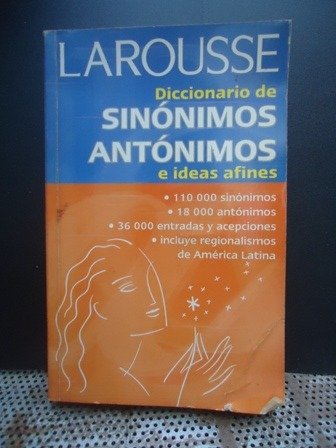 LAROUSSE
Diccionario de
SINÓNIMOS
ANTÓNIMOS
e ideas afines
• 110 000 sinónimos
• 18 000 antónimos
• 36 000 entradas y acepciones
• incluye regionalismos
de América Latina